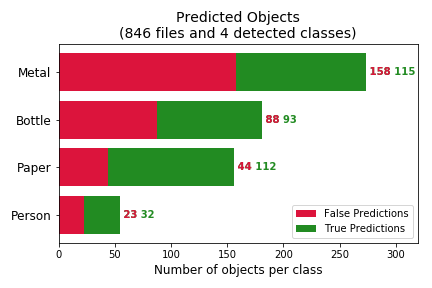 Predicted Objects
(846 files and 4 detected classes)
Metal
158 115
Bottle
88 93
Paper
44 112
Person
23 32
False Predictions
True Predictions
0 50 100 150 200 250 300
Number of objects per class